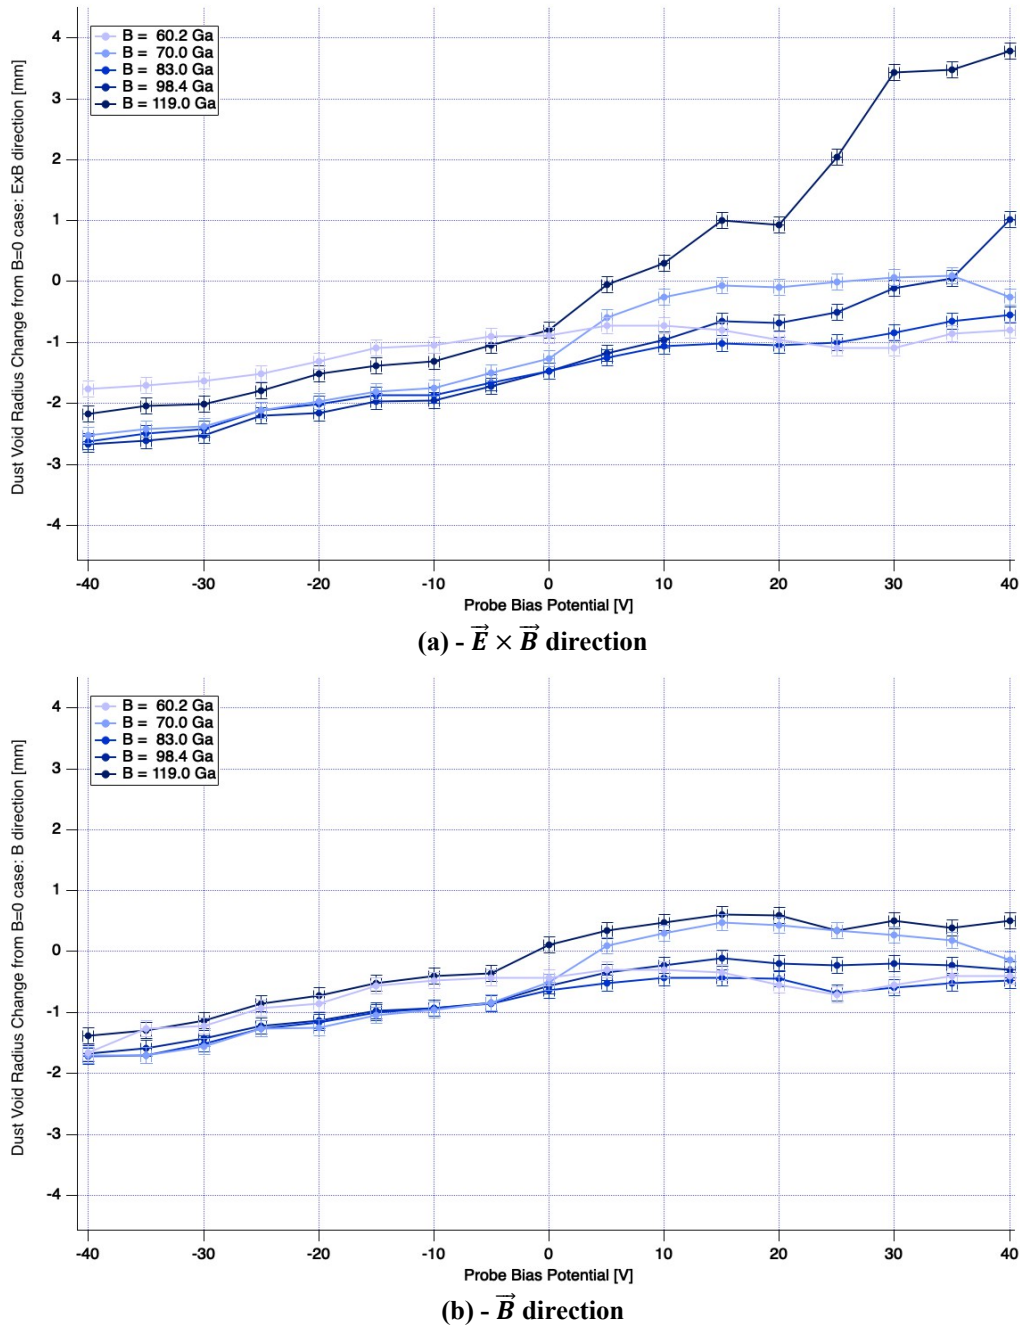 Dust Void Radius Change from B=0 case: ExB direction [mm]
4
3
2
1
0
-1
-2
-3
-4
B = 60.2 Ga
B = 70.0 Ga
B = 83.0 Ga
B = 98.4 Ga
B = 119.0 Ga
-40 -30 -20 -10 0 10 20 30 40
Probe Bias Potential [V]
(a) - E⃗ × B⃗ direction
Dust Void Radius Change from B=0 case: B direction [mm]
4
3
2
1
0
-1
-2
-3
-4
B = 60.2 Ga
B = 70.0 Ga
B = 83.0 Ga
B = 98.4 Ga
B = 119.0 Ga
-40 -30 -20 -10 0 10 20 30 40
Probe Bias Potential [V]
(b) - B⃗ direction